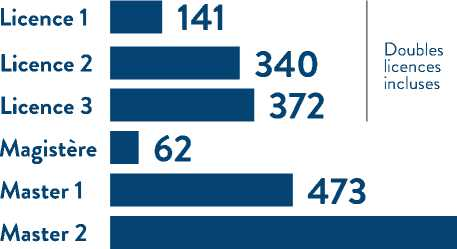 Licence 1 141
Licence 2 340
Licence 3 372
Doubles
licences
incluses
Magistère 62
Master 1 473
Master 2